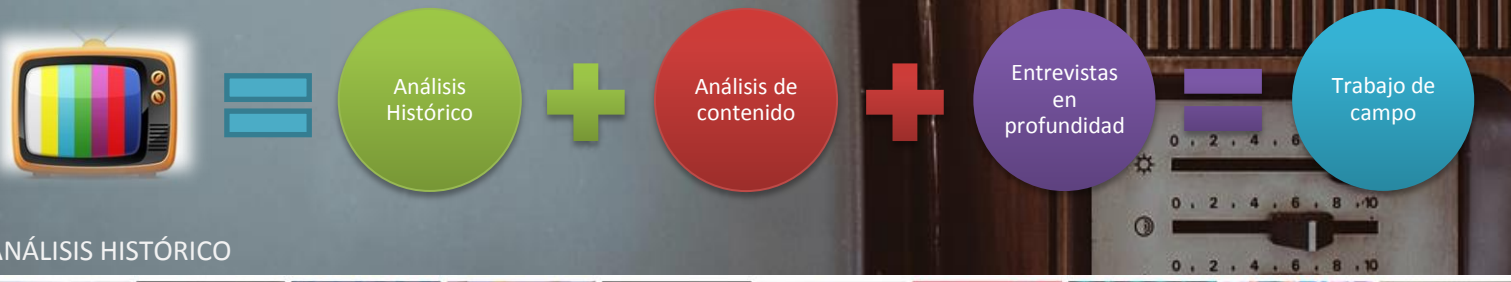 Análisis
Histórico
Análisis de
contenido
Entrevistas
en
profundidad
Trabajo de
campo
0 , 2 , 4 , 6
0 , 2 , 4 , 6 , 8 , 10
0 , 2 , 4 , 6 , 8 , 10
ANÁLISIS HISTÓRICO